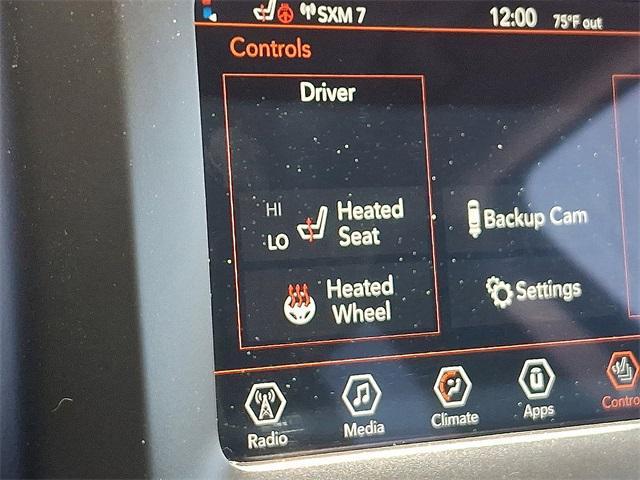 SXM 7 12:00 75°F out
Controls
Driver
HI
LO
Heated
Seat
Backup Cam
Heated
Wheel
Settings
Radio Media Climate Apps Contro